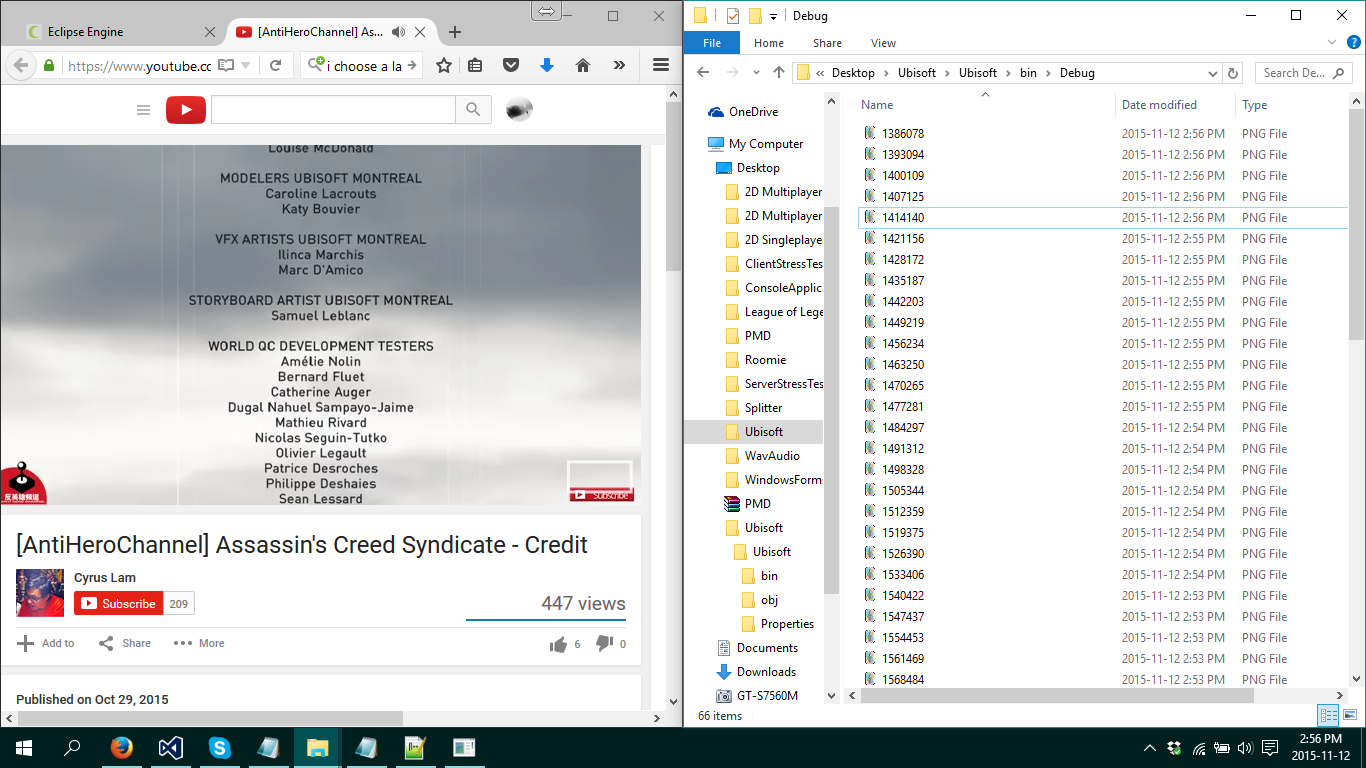 Eclipse Engine
[AntiHeroChannel] As...
https://www.youtube.cc
i choose a la
Louise McDonald
MODELERS UBISOFT MONTREAL
Caroline Lacrouts
Katy Bouvier
VFX ARTISTS UBISOFT MONTREAL
Ilinca Marchis
Marc D'Amico
STORYBOARD ARTIST UBISOFT MONTREAL
Samuel Leblanc
WORLD QC DEVELOPMENT TESTERS
Amélie Nolin
Bernard Fluet
Catherine Auger
Dugal Nahuel Sampayo-Jaime
Mathieu Rivard
Nicolas Seguin-Tutko
Olivier Legault
Patrice Desroches
Philippe Deshaies
Sean Lessard
反英雄頻道
Subscribe
[AntiHeroChannel] Assassin's Creed Syndicate - Credit
Cyrus Lam
Subscribe 209
447 views
Add to Share More 6 0
Published on Oct 29, 2015
Debug
File Home Share View
« Desktop › Ubisoft › Ubisoft › bin › Debug
Search De...
OneDrive
My Computer
Desktop
2D Multiplayer
2D Multiplayer
2D Singleplaye
ClientStressTes
ConsoleApplic
League of Lege
PMD
Roomie
ServerStressTes
Splitter
Ubisoft
WavAudio
WindowsForm
PMD
Ubisoft
Ubisoft
bin
obj
Properties
Documents
Downloads
GT-S7560M
Name Date modified Type
1386078 2015-11-12 2:56 PM PNG File
1393094 2015-11-12 2:56 PM PNG File
1400109 2015-11-12 2:56 PM PNG File
1407125 2015-11-12 2:56 PM PNG File
1414140 2015-11-12 2:56 PM PNG File
1421156 2015-11-12 2:55 PM PNG File
1428172 2015-11-12 2:55 PM PNG File
1435187 2015-11-12 2:55 PM PNG File
1442203 2015-11-12 2:55 PM PNG File
1449219 2015-11-12 2:55 PM PNG File
1456234 2015-11-12 2:55 PM PNG File
1463250 2015-11-12 2:55 PM PNG File
1470265 2015-11-12 2:55 PM PNG File
1477281 2015-11-12 2:55 PM PNG File
1484297 2015-11-12 2:54 PM PNG File
1491312 2015-11-12 2:54 PM PNG File
1498328 2015-11-12 2:54 PM PNG File
1505344 2015-11-12 2:54 PM PNG File
1512359 2015-11-12 2:54 PM PNG File
1519375 2015-11-12 2:54 PM PNG File
1526390 2015-11-12 2:54 PM PNG File
1533406 2015-11-12 2:54 PM PNG File
1540422 2015-11-12 2:53 PM PNG File
1547437 2015-11-12 2:53 PM PNG File
1554453 2015-11-12 2:53 PM PNG File
1561469 2015-11-12 2:53 PM PNG File
1568484 2015-11-12 2:53 PM PNG File
66 items
2:56 PM
2015-11-12